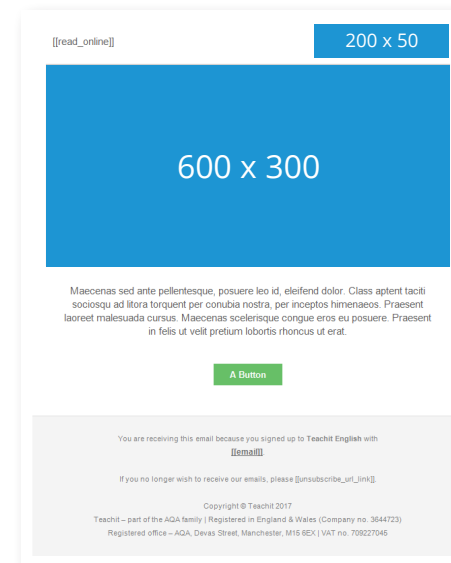 [[read_online]]
200 x 50
600 x 300
Maecenas sed ante pellentesque, posuere leo id, eleifend dolor. Class aptent taciti
sociosqu ad litora torquent per conubia nostra, per inceptos himenaeos. Praesent
laoreet malesuada cursus. Maecenas scelerisque congue eros eu posuere. Praesent
in felis ut velit pretium lobortis rhoncus ut erat.
A Button
You are receiving this email because you signed up to Teachit English with
[[email]].
If you no longer wish to receive our emails, please [[unsubscribe_url_link]].
Copyright © Teachit 2017
Teachit – part of the AQA family | Registered in England & Wales (Company no. 3644723)
Registered office – AQA, Devas Street, Manchester, M15 6EX | VAT no. 709227045